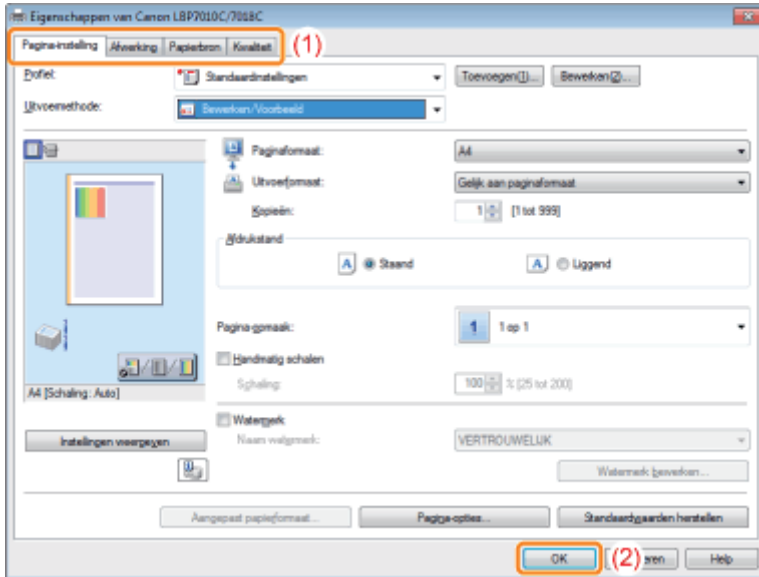 Eigenschappen van Canon LBP7010C/7018C
Pagina-instelling Afwerking Papierbron Kwaliteit (1)
Profiel: Standaardinstellingen Toevoegen(1)... Bewerken(2)...
Uitvoermethode: Bewerken/Voorbeeld
Paginaformaat: A4
Uitvoerformaat: Gelijk aan paginaformaat
Kopieën: 1 [1 tot 999]
Afdrukstand
A Staand A Liggend
Pagina-opmaak: 1 1 op 1
Handmatig schalen
Schaling: 100 % [25 tot 200]
A4 [Schaling: Auto]
Watermerk
Naam watermerk: VERTROUWELIJK
Instellingen weergeven
Watermerk bewerken...
Aangepast papierformaat... Pagina-opties... Standaardwaarden herstellen
OK (2) eren Help